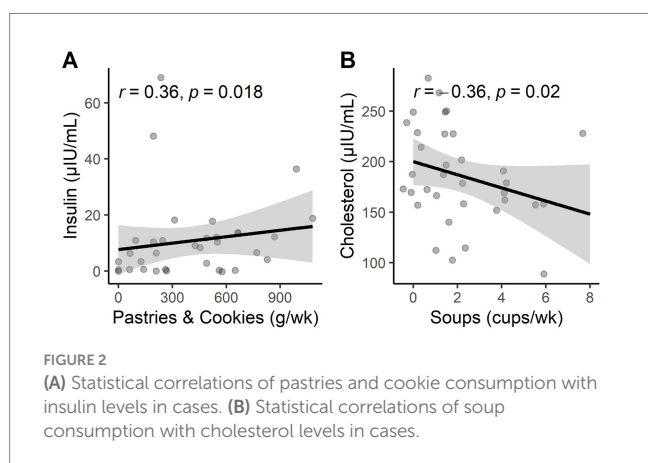 A
B
r = 0.36, p = 0.018
r = −0.36, p = 0.02
Insulin (μIU/mL)
60
40
20
0
0 300 600 900
Pastries & Cookies (g/wk)
Cholesterol (μIU/mL)
250
200
150
100
0 2 4 6 8
Soups (cups/wk)
FIGURE 2
(A) Statistical correlations of pastries and cookie consumption with
insulin levels in cases. (B) Statistical correlations of soup
consumption with cholesterol levels in cases.